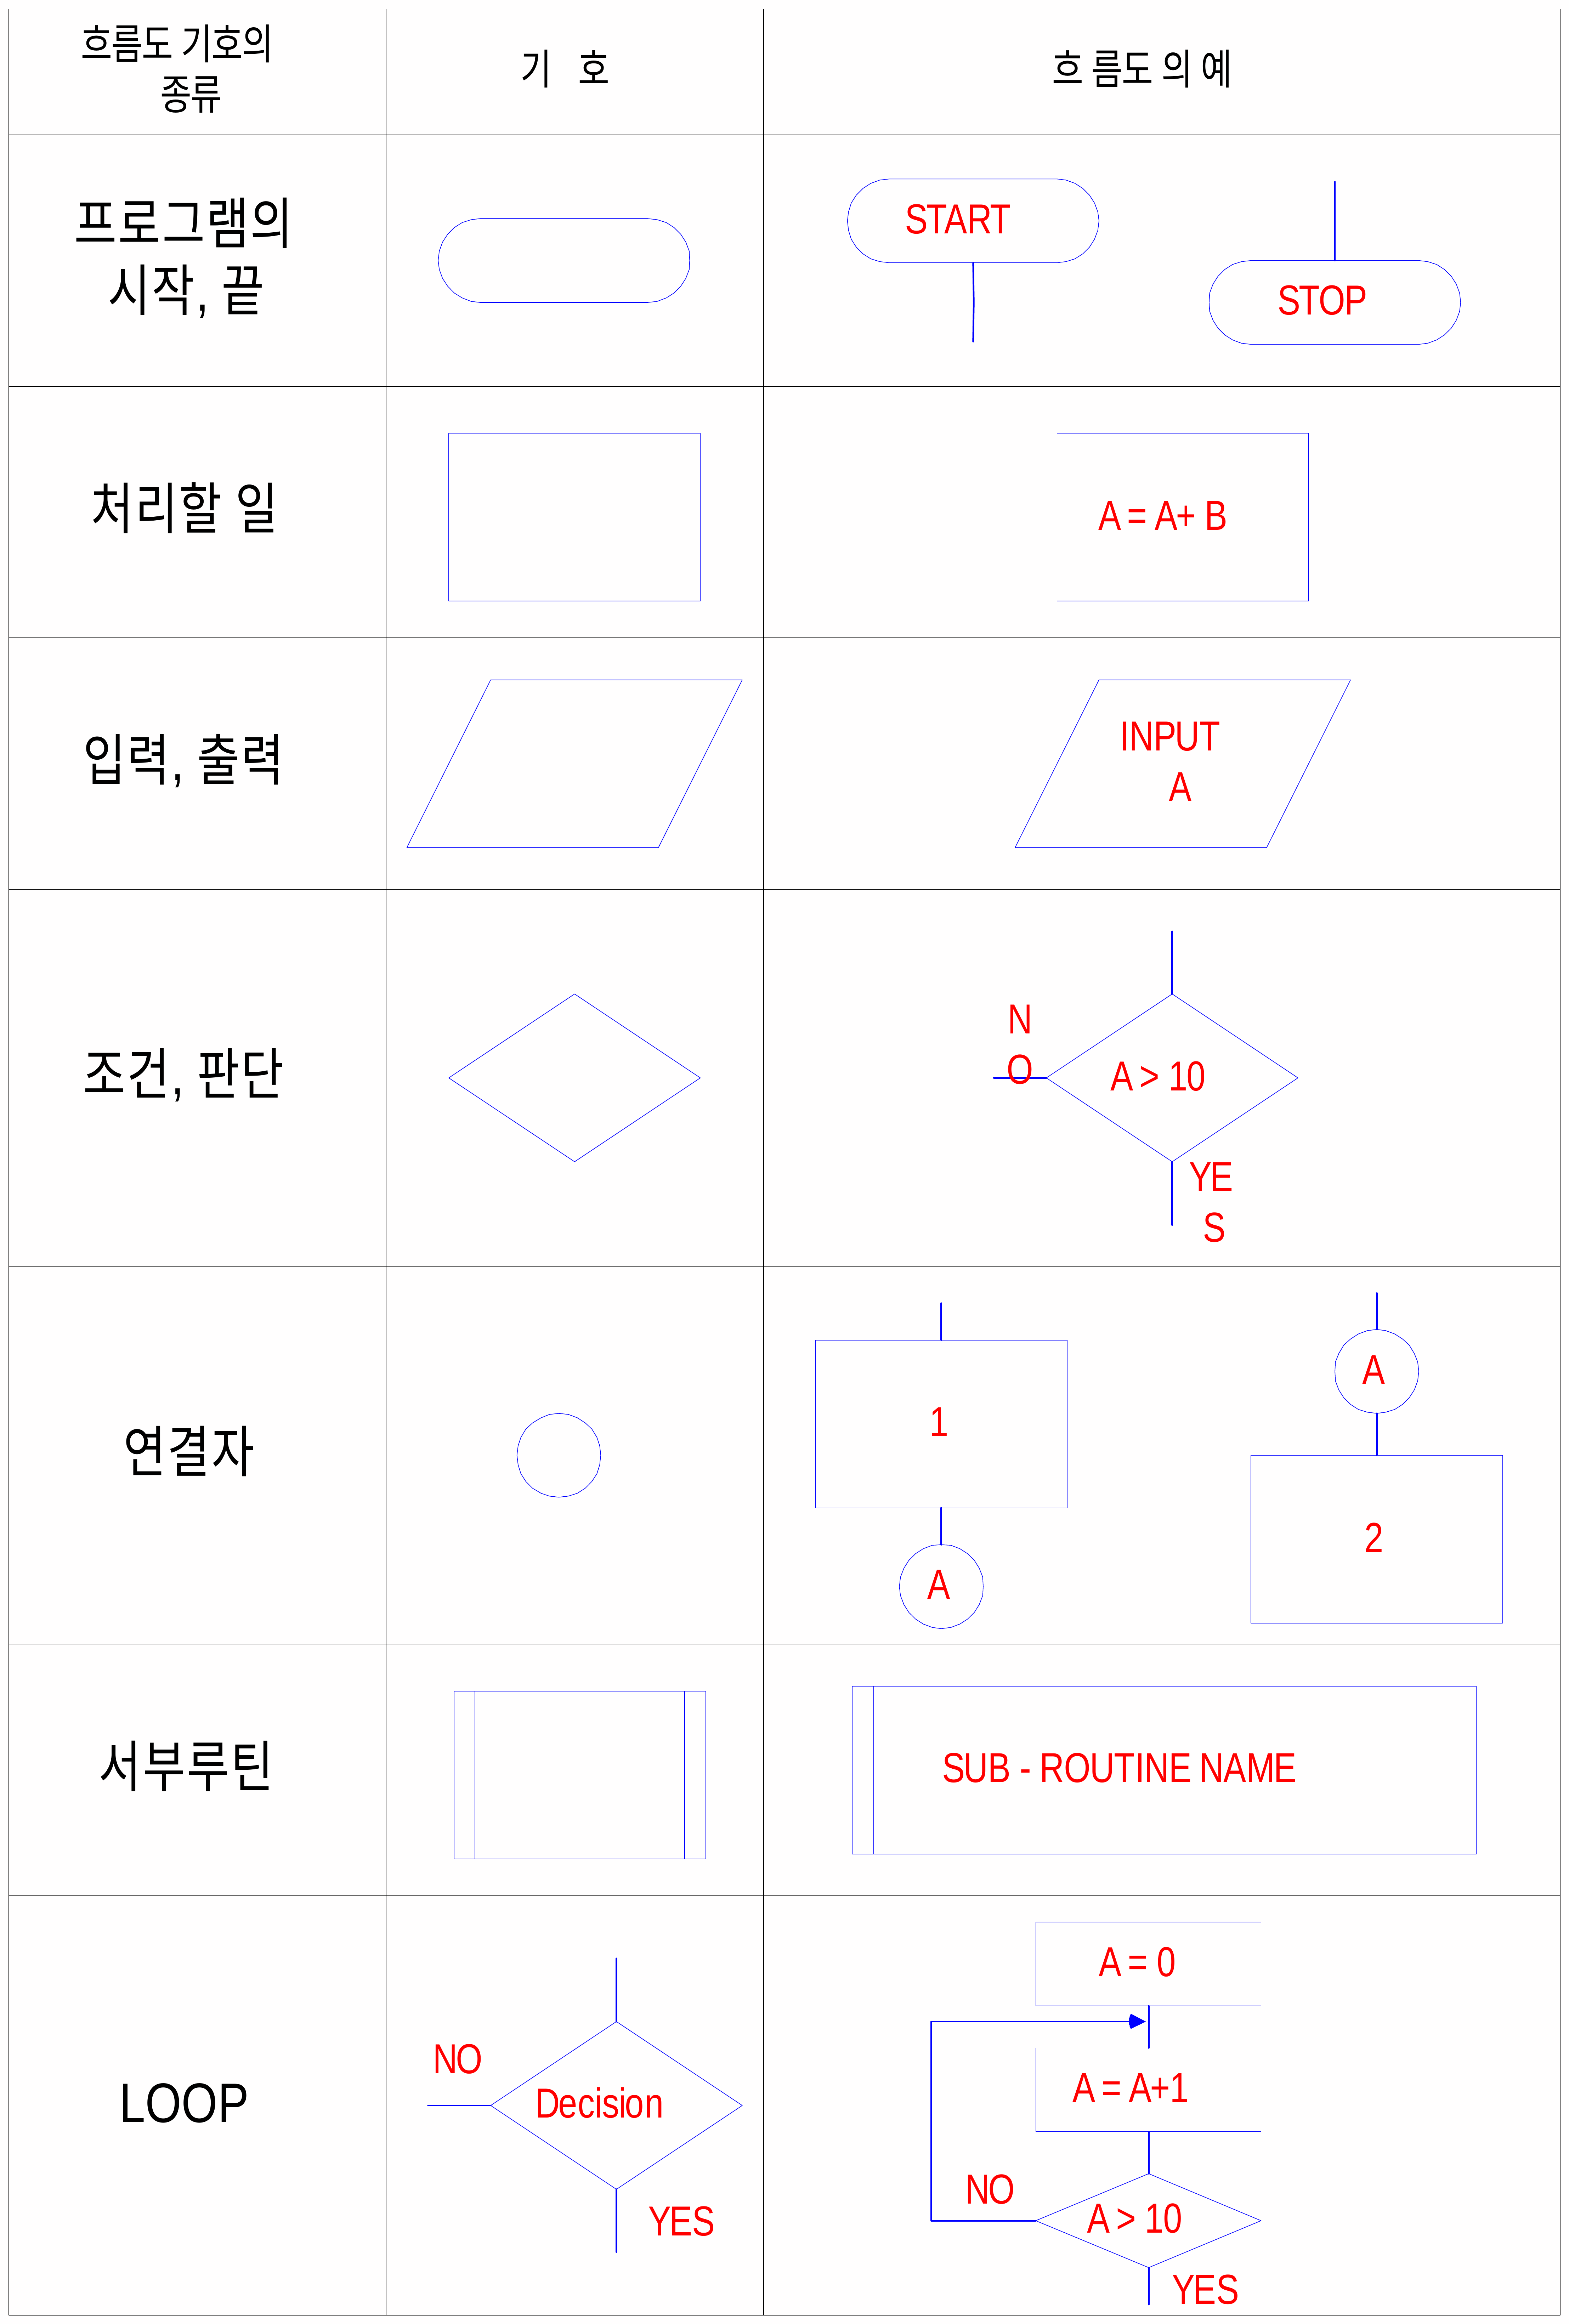 흐름도 기호의
종류
기 호
흐름도의예
프로그램의
시작, 끝
START
STOP
처리할 일
A = A+ B
입력, 출력
INPUT
A
조건, 판단
N
O
A > 10
YE
S
연결자
1
A
A
2
서부루틴
SUB - ROUTINE NAME
LOOP
NO
Decision
YES
A = 0
A = A+1
NO
A > 10
YES